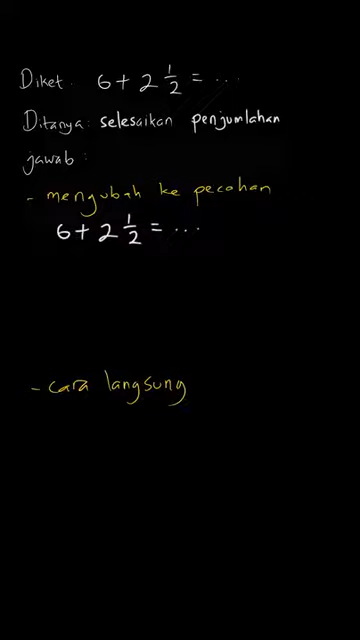 Diket: 6 + 2 1/2 = ...
Ditanya: selesaikan penjumlahan
jawab:
- mengubah ke pecahan
6 + 2 1/2 = ...
- cara langsung